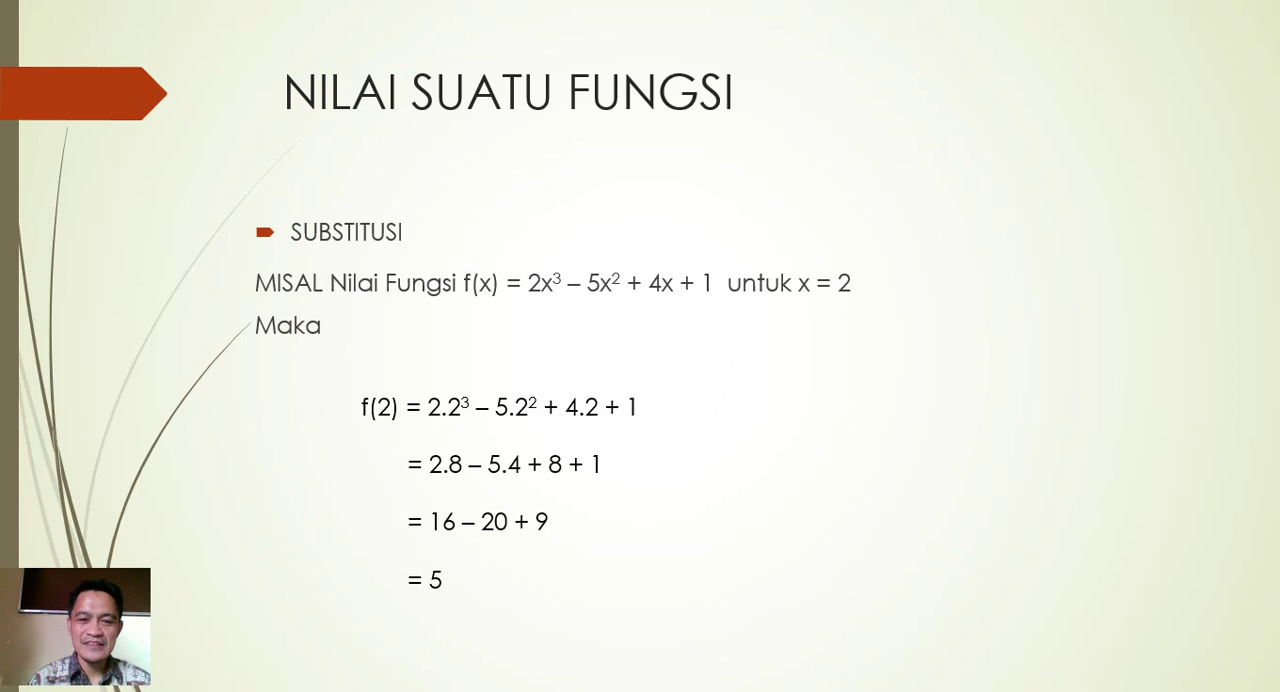 NILAI SUATU FUNGSI
SUBSTITUSI
MISAL Nilai Fungsi f(x) = 2x³ – 5x² + 4x + 1 untuk x = 2
Maka
f(2) = 2.2³ – 5.2² + 4.2 + 1
= 2.8 – 5.4 + 8 + 1
= 16 – 20 + 9
= 5